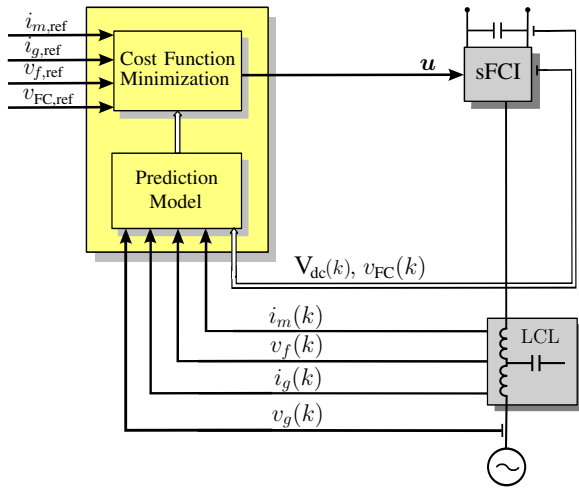 i_{m,ref}
i_{g,ref}
v_{f,ref}
v_{FC,ref}
Cost Function
Minimization
u
sFCI
Prediction
Model
V_{dc}(k), v_{FC}(k)
i_m(k)
v_f(k)
i_g(k)
v_g(k)
LCL